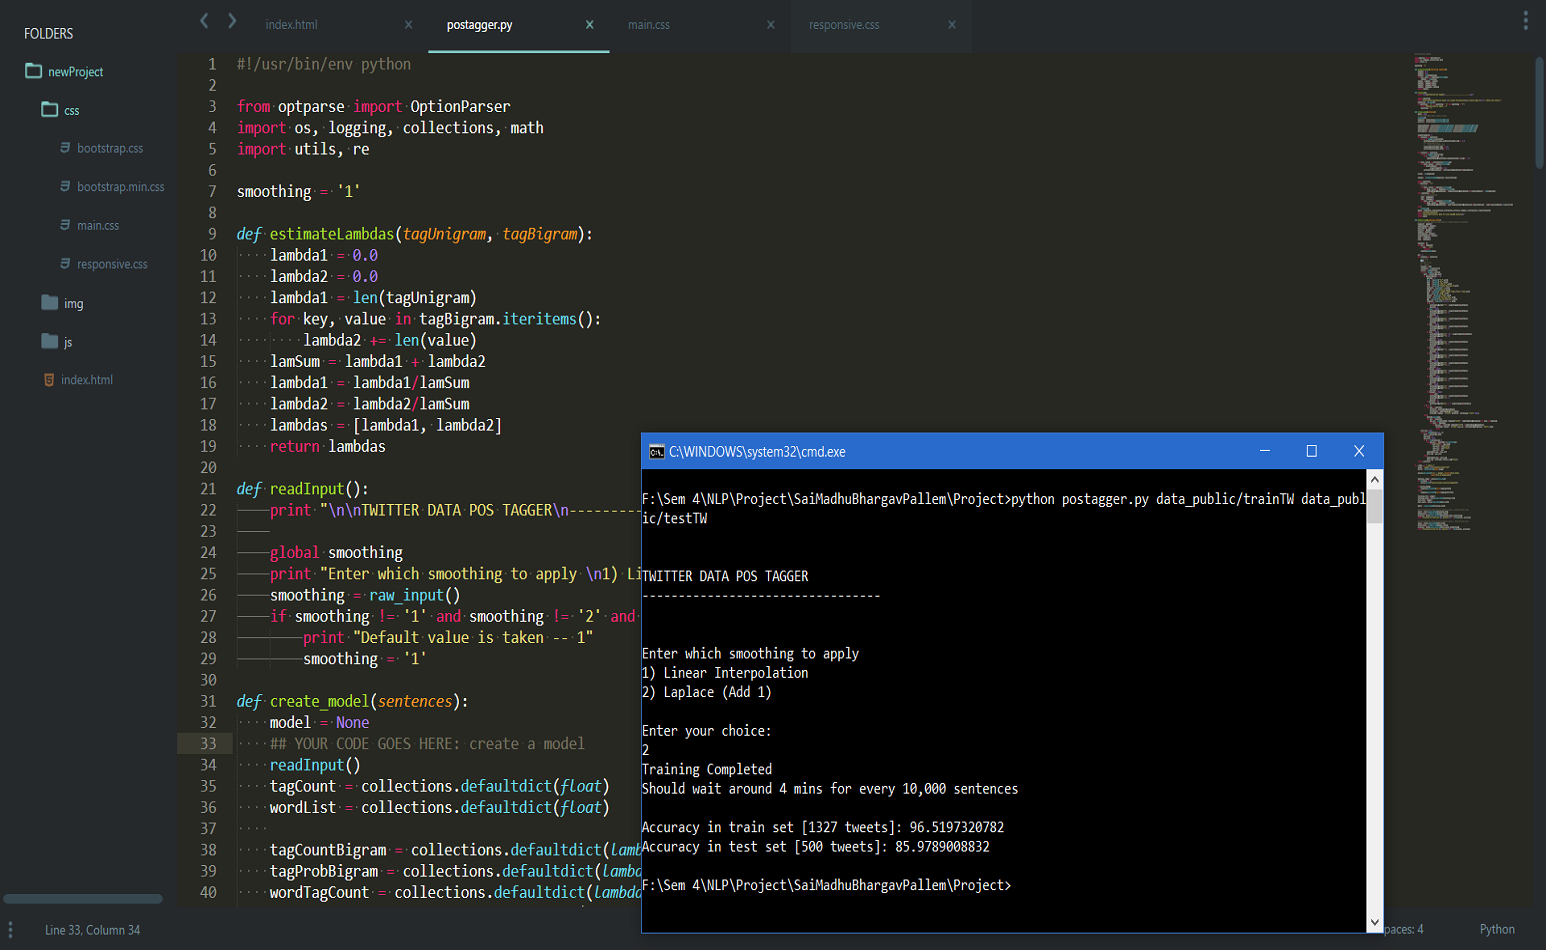 FOLDERS
newProject
css
bootstrap.css
bootstrap.min.css
main.css
responsive.css
img
js
index.html
index.html
postagger.py
main.css
responsive.css
1 #!/usr/bin/env python
2
3 from optparse import OptionParser
4 import os, logging, collections, math
5 import utils, re
6
7 smoothing = '1'
8
9 def estimateLambdas(tagUnigram, tagBigram):
10 lambda1 = 0.0
11 lambda2 = 0.0
12 lambda1 = len(tagUnigram)
13 for key, value in tagBigram.iteritems():
14 lambda2 += len(value)
15 lamSum = lambda1 + lambda2
16 lambda1 = lambda1/lamSum
17 lambda2 = lambda2/lamSum
18 lambdas = [lambda1, lambda2]
19 return lambdas
20
21 def readInput():
22 print "\n\nTWITTER DATA POS TAGGER\n---------
23
24 global smoothing
25 print "Enter which smoothing to apply \n1) Li
26 smoothing = raw_input()
27 if smoothing != '1' and smoothing != '2' and
28 print "Default value is taken -- 1"
29 smoothing = '1'
30
31 def create_model(sentences):
32 model = None
33 ## YOUR CODE GOES HERE: create a model
34 readInput()
35 tagCount = collections.defaultdict(float)
36 wordList = collections.defaultdict(float)
37
38 tagCountBigram = collections.defaultdict(lamb
39 tagProbBigram = collections.defaultdict(lambda
40 wordTagCount = collections.defaultdict(lambda
C:\WINDOWS\system32\cmd.exe
F:\Sem 4\NLP\Project\SaiMadhuBhargavPallem\Project>python postagger.py data_public/trainTW data_publ
ic/testTW
TWITTER DATA POS TAGGER
---------------------------------
Enter which smoothing to apply
1) Linear Interpolation
2) Laplace (Add 1)
Enter your choice:
2
Training Completed
Should wait around 4 mins for every 10,000 sentences
Accuracy in train set [1327 tweets]: 96.5197320782
Accuracy in test set [500 tweets]: 85.9789008832
F:\Sem 4\NLP\Project\SaiMadhuBhargavPallem\Project>
Line 33, Column 34
paces: 4
Python